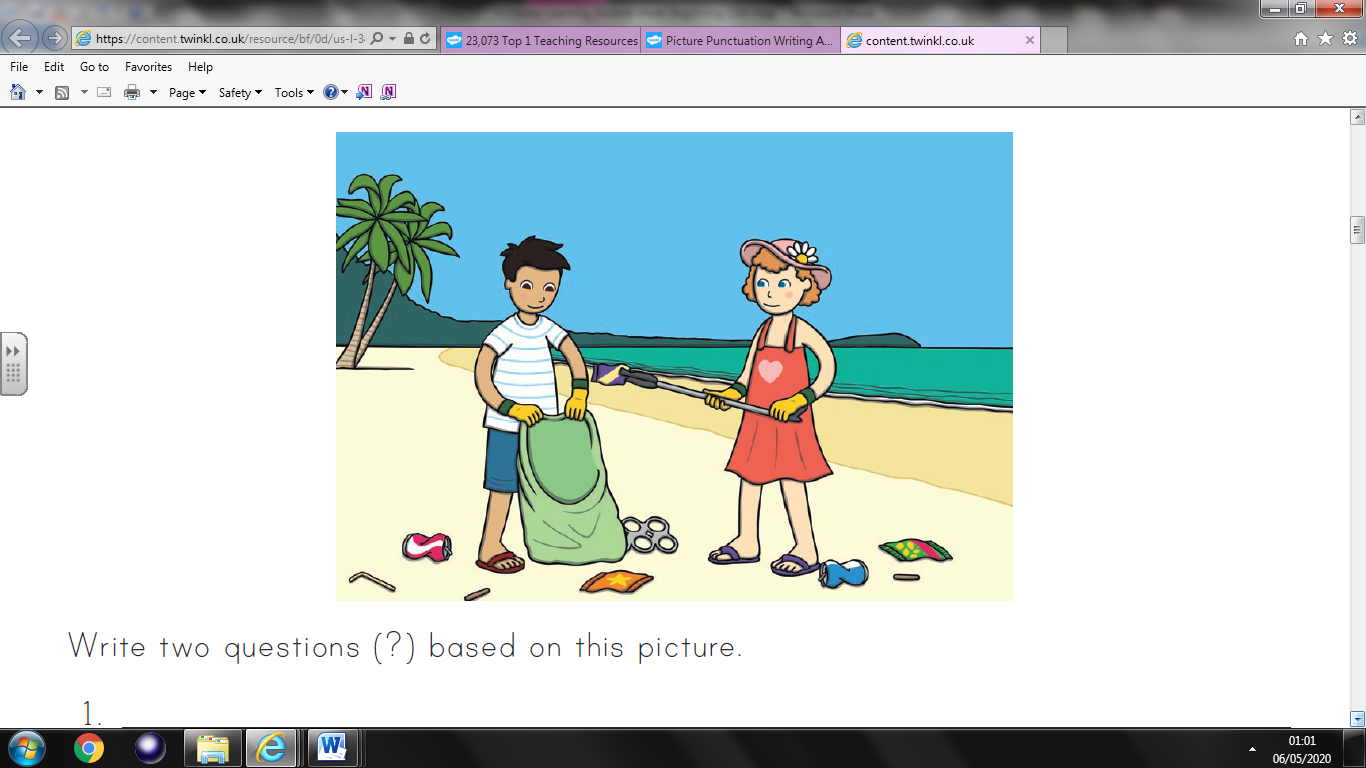 https://content.twinkl.co.uk/resource/bf/0d/us-l-3
23,073 Top 1 Teaching Resources
Picture Punctuation Writing A...
content.twinkl.co.uk
File Edit Go to Favorites Help
Page Safety Tools
Write two questions (?) based on this picture.
1.
01:01
06/05/2020